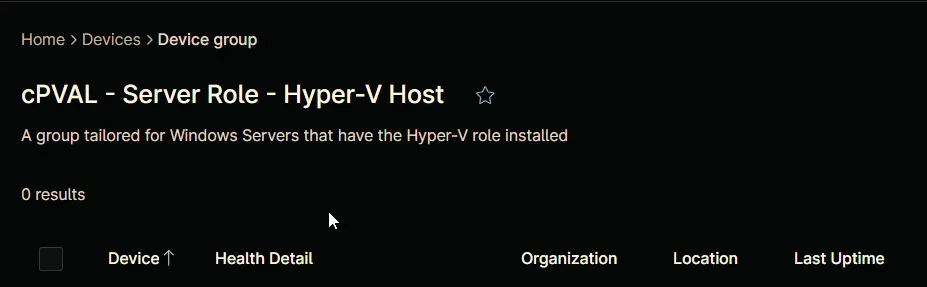 Home > Devices > Device group
cPVAL - Server Role - Hyper-V Host
A group tailored for Windows Servers that have the Hyper-V role installed
0 results
Device ↑ Health Detail Organization Location Last Uptime